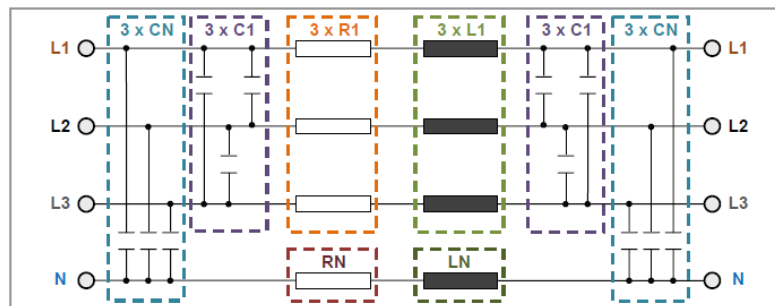 3 x CN 3 x C1 3 x R1 3 x L1 3 x C1 3 x CN
L1 L1
L2 L2
L3 L3
RN LN
N N